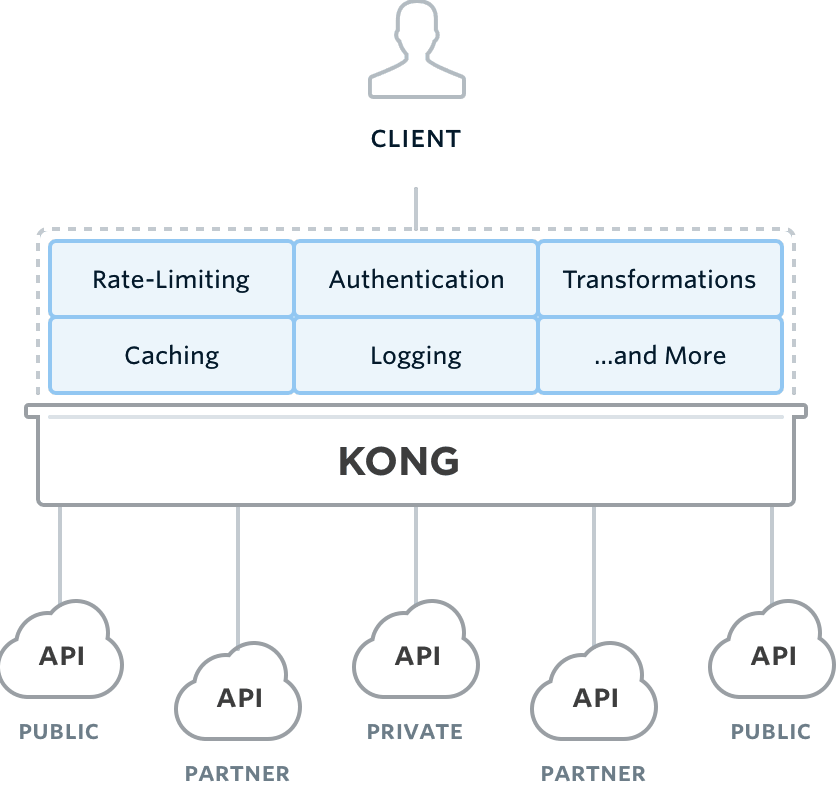 CLIENT
Rate-Limiting Authentication Transformations
Caching Logging ...and More
KONG
API API API API API
PUBLIC PARTNER PRIVATE PARTNER PUBLIC